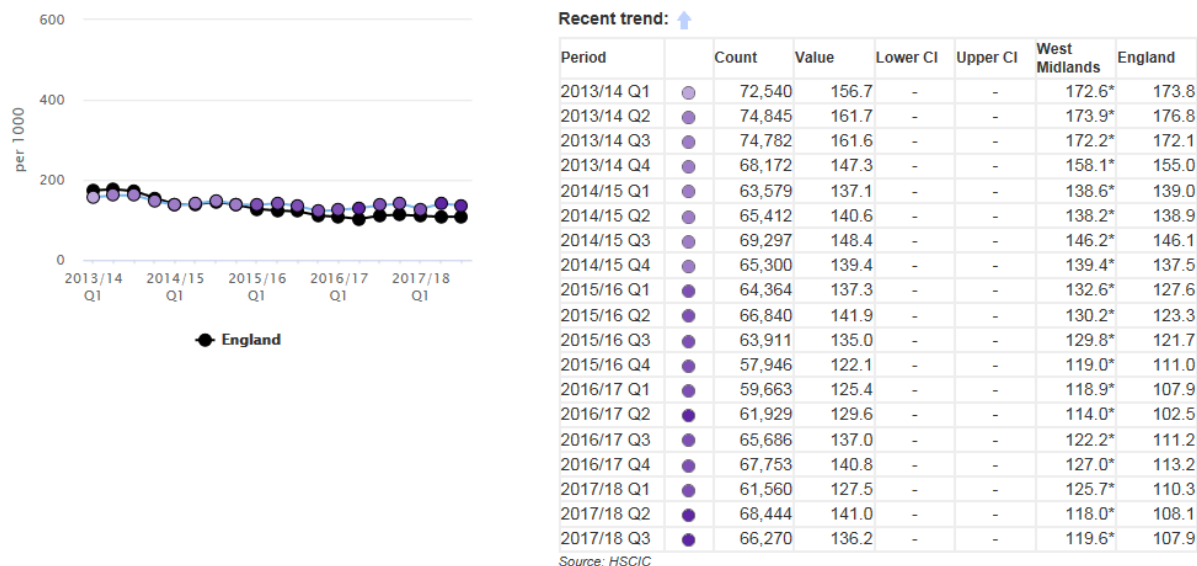 600
400
per 1000
200
0
2013/14 Q1 2014/15 Q1 2015/16 Q1 2016/17 Q1 2017/18 Q1
England
Recent trend:
Period Count Value Lower CI Upper CI West Midlands England
2013/14 Q1 72,540 156.7 - - 172.6* 173.8
2013/14 Q2 74,845 161.7 - - 173.9* 176.8
2013/14 Q3 74,782 161.6 - - 172.2* 172.1
2013/14 Q4 68,172 147.3 - - 158.1* 155.0
2014/15 Q1 63,579 137.1 - - 138.6* 139.0
2014/15 Q2 65,412 140.6 - - 138.2* 138.9
2014/15 Q3 69,297 148.4 - - 146.2* 146.1
2014/15 Q4 65,300 139.4 - - 139.4* 137.5
2015/16 Q1 64,364 137.3 - - 132.6* 127.6
2015/16 Q2 66,840 141.9 - - 130.2* 123.3
2015/16 Q3 63,911 135.0 - - 129.8* 121.7
2015/16 Q4 57,946 122.1 - - 119.0* 111.0
2016/17 Q1 59,663 125.4 - - 118.9* 107.9
2016/17 Q2 61,929 129.6 - - 114.0* 102.5
2016/17 Q3 65,686 137.0 - - 122.2* 111.2
2016/17 Q4 67,753 140.8 - - 127.0* 113.2
2017/18 Q1 61,560 127.5 - - 125.7* 110.3
2017/18 Q2 68,444 141.0 - - 118.0* 108.1
2017/18 Q3 66,270 136.2 - - 119.6* 107.9
Source: HSCIC